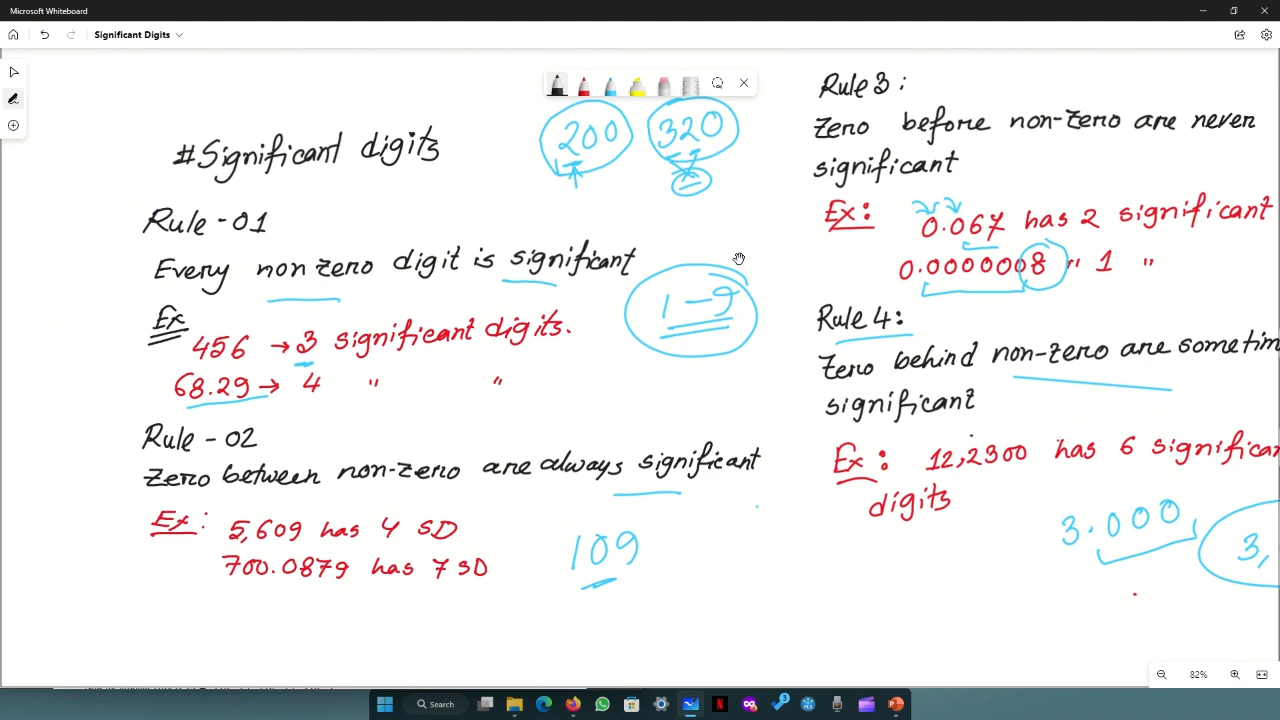 Microsoft Whiteboard
Significant Digits
#Significant digits
200
320
Rule -01
Every non zero digit is significant
Ex
456 → 3 significant digits.
68.29 → 4 " "
1-9
Rule - 02
Zero between non-zero are always significant
Ex:
5,609 has 4 SD
700.0879 has 7 SD
109
Rule 3:
Zero before non-zero are never
significant
Ex:
0.067 has 2 significant
0.0000008 " 1 "
Rule 4:
Zero behind non-zero are sometim
significant
Ex: 12,2300 has 6 significan
digits
3.000
3,
82%
Search
3